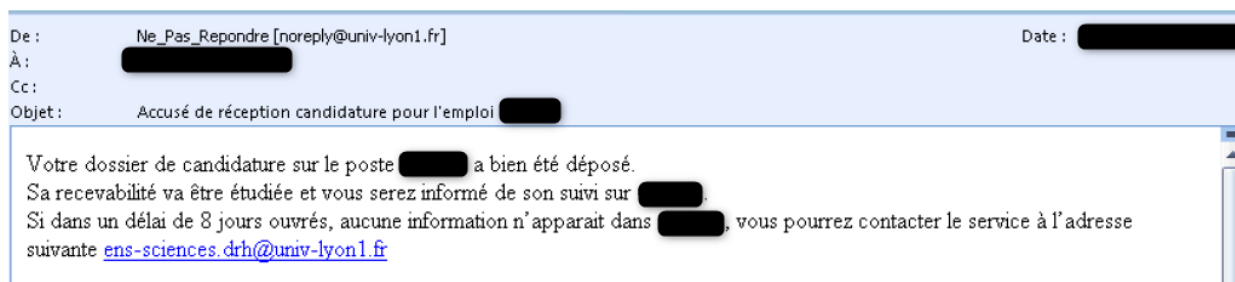 De : Ne_Pas_Repondre [noreply@univ-lyon1.fr] Date :
À :
Cc :
Objet : Accusé de réception candidature pour l'emploi
Votre dossier de candidature sur le poste a bien été déposé.
Sa recevabilité va être étudiée et vous serez informé de son suivi sur .
Si dans un délai de 8 jours ouvrés, aucune information n’apparait dans , vous pourrez contacter le service à l’adresse
suivante ens-sciences.drh@univ-lyon1.fr